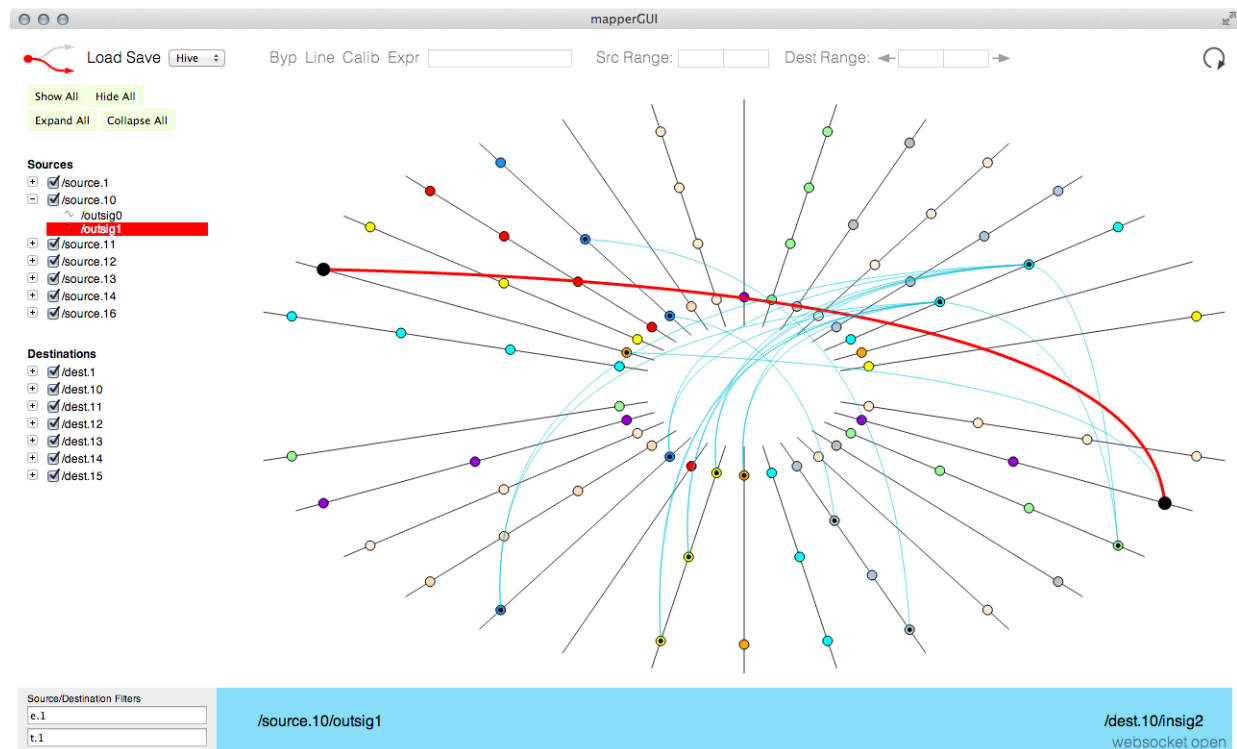 mapperGUI
Load Save Hive Byp Line Calib Expr Src Range: Dest Range:
Show All Hide All
Expand All Collapse All
Sources
/source.1
/source.10
/outsig0
/outsig1
/source.11
/source.12
/source.13
/source.14
/source.16
Destinations
/dest.1
/dest.10
/dest.11
/dest.12
/dest.13
/dest.14
/dest.15
Source/Destination Filters
e.1
t.1
/source.10/outsig1 /dest.10/insig2
websocket open